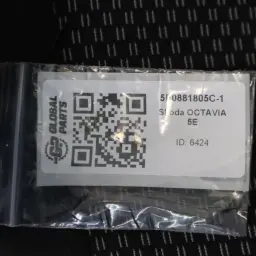 GLOBAL
PARTS
5E0881805C-1
Skoda OCTAVIA
5E
ID: 6424